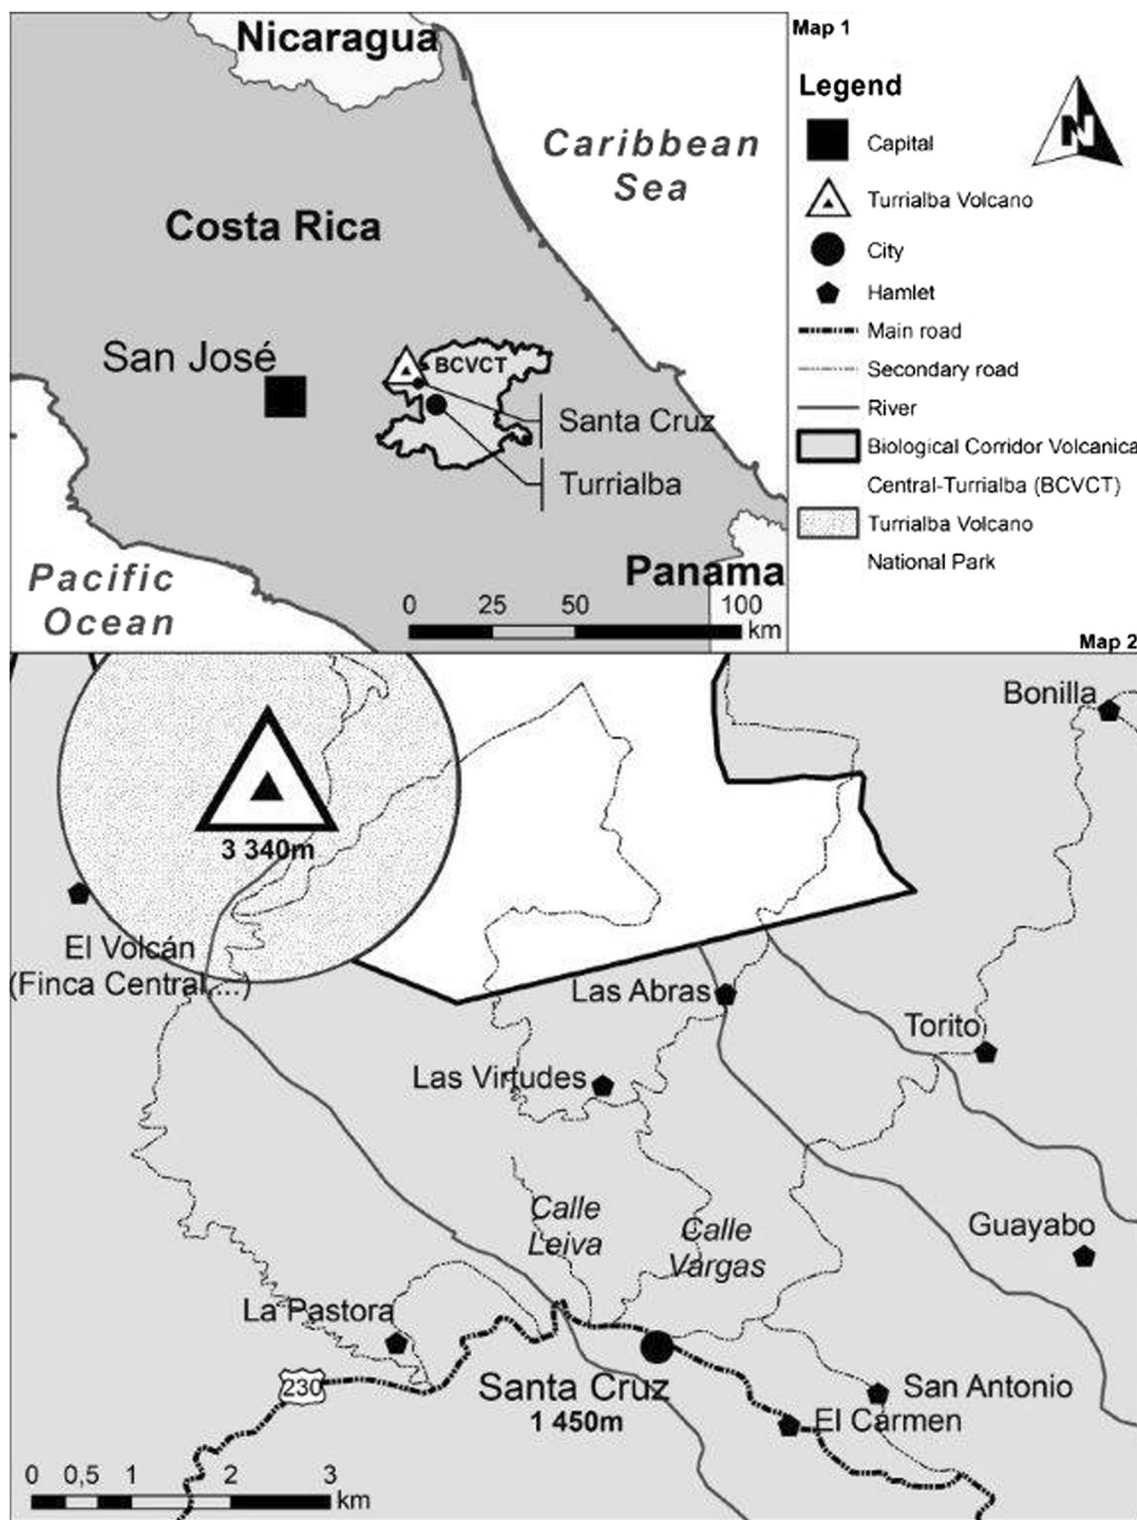 Map 1
Nicaragua
Caribbean
Sea
Costa Rica
San José
BCVCT
Santa Cruz
Turrialba
Pacific
Ocean
Panama
0 25 50 100
km
Legend
N
Capital
Turrialba Volcano
City
Hamlet
Main road
Secondary road
River
Biological Corridor Volcanica
Central-Turrialba (BCVCT)
Turrialba Volcano
National Park
Map 2
Bonilla
3 340m
El Volcán
(Finca Central,...)
Las Abras
Torito
Las Virtudes
Calle
Leiva
Calle
Vargas
Guayabo
La Pastora
230
Santa Cruz
1 450m
San Antonio
El Carmen
0 0,5 1 2 3
km